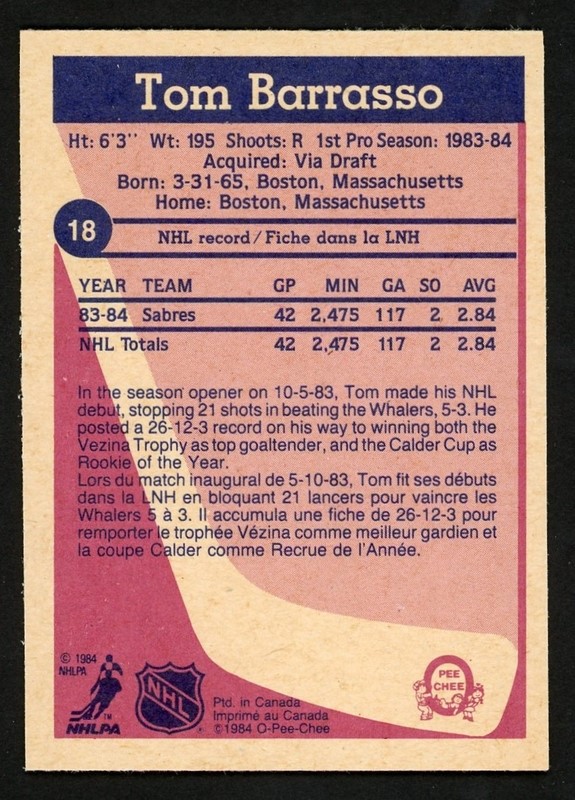 Tom Barrasso
Ht: 6'3'' Wt: 195 Shoots: R 1st Pro Season: 1983-84
Acquired: Via Draft
Born: 3-31-65, Boston, Massachusetts
Home: Boston, Massachusetts
18
NHL record/Fiche dans la LNH
YEAR TEAM GP MIN GA SO AVG
83-84 Sabres 42 2,475 117 2 2.84
NHL Totals 42 2,475 117 2 2.84
In the season opener on 10-5-83, Tom made his NHL
debut, stopping 21 shots in beating the Whalers, 5-3. He
posted a 26-12-3 record on his way to winning both the
Vezina Trophy as top goaltender, and the Calder Cup as
Rookie of the Year.
Lors du match inaugural de 5-10-83, Tom fit ses débuts
dans la LNH en bloquant 21 lancers pour vaincre les
Whalers 5 à 3. Il accumula une fiche de 26-12-3 pour
remporter le trophée Vézina comme meilleur gardien et
la coupe Calder comme Recrue de l'Année.
© 1984
NHLPA
TM
NHLPA
NHL
Ptd. in Canada
Imprimé au Canada
©1984 O-Pee-Chee
PEE
CHEE